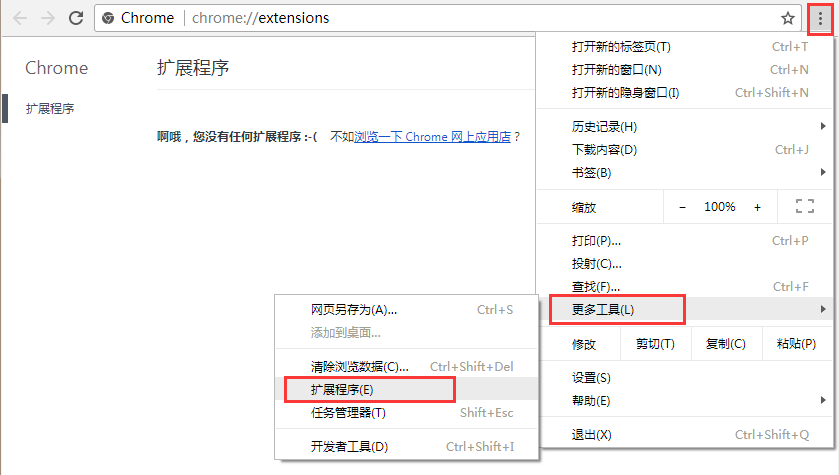 Chrome chrome://extensions
Chrome
扩展程序
扩展程序
啊哦，您没有任何扩展程序 :-( 不如浏览一下 Chrome 网上应用店？
打开新的标签页(T) Ctrl+T
打开新的窗口(N) Ctrl+N
打开新的隐身窗口(I) Ctrl+Shift+N
历史记录(H)
下载内容(D) Ctrl+J
书签(B)
缩放 − 100% +
打印(P)... Ctrl+P
投射(C)...
查找(F)... Ctrl+F
更多工具(L)
修改 剪切(T) 复制(C) 粘贴(P)
设置(S)
帮助(E)
退出(X) Ctrl+Shift+Q
网页另存为(A)... Ctrl+S
添加到桌面...
清除浏览数据(C)... Ctrl+Shift+Del
扩展程序(E)
任务管理器(T) Shift+Esc
开发者工具(D) Ctrl+Shift+I